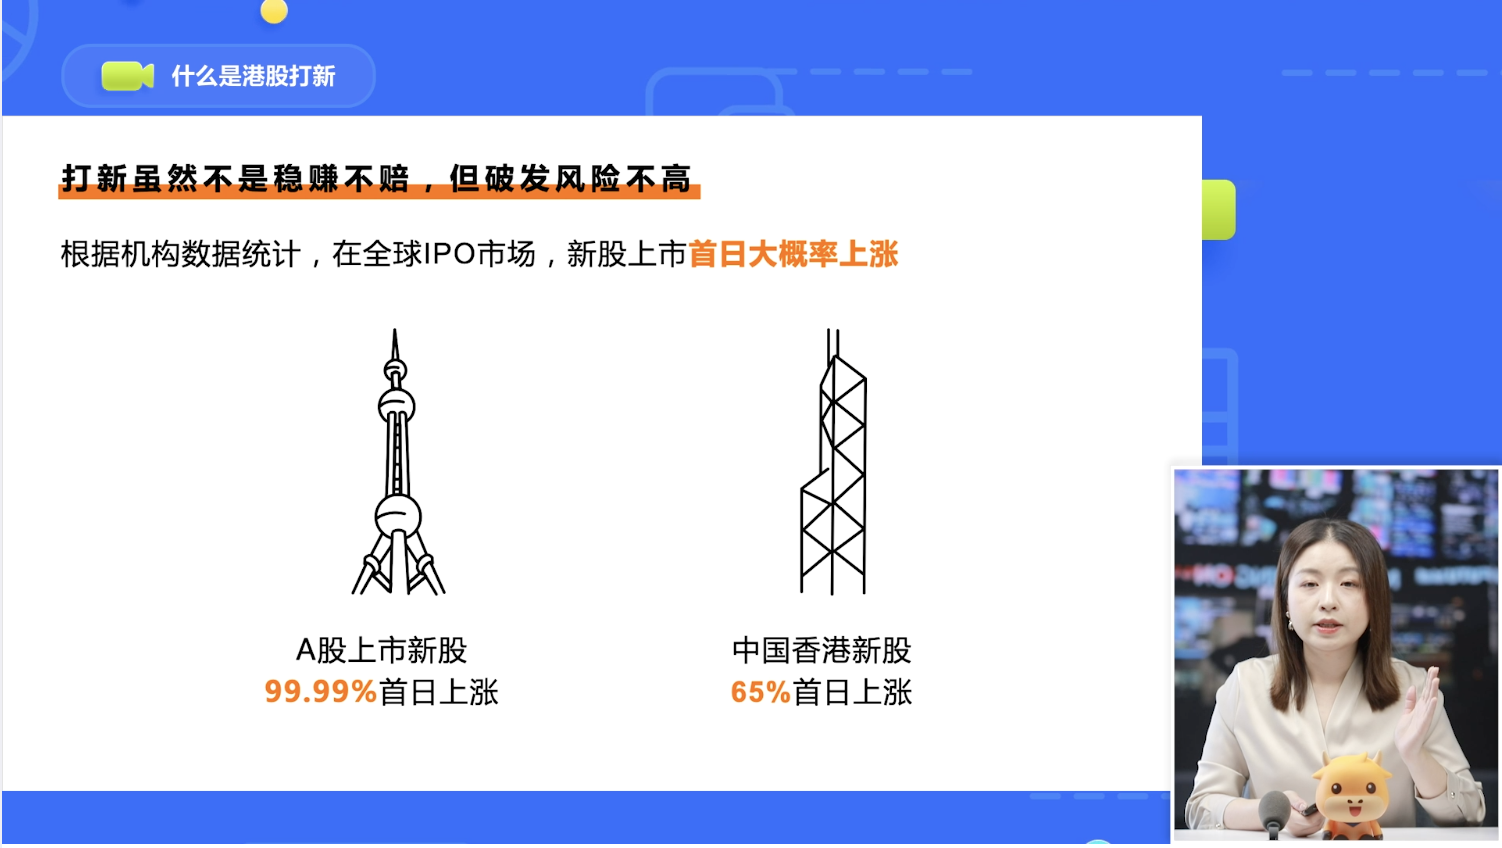 什么是港股打新
打新虽然不是稳赚不赔，但破发风险不高
根据机构数据统计，在全球IPO市场，新股上市首日大概率上涨
A股上市新股
99.99%首日上涨
中国香港新股
65%首日上涨